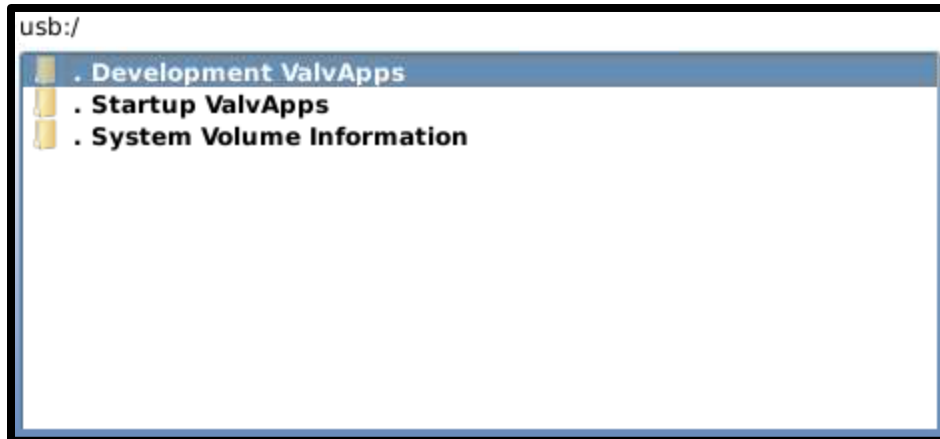 usb:/
. Development ValvApps
. Startup ValvApps
. System Volume Information